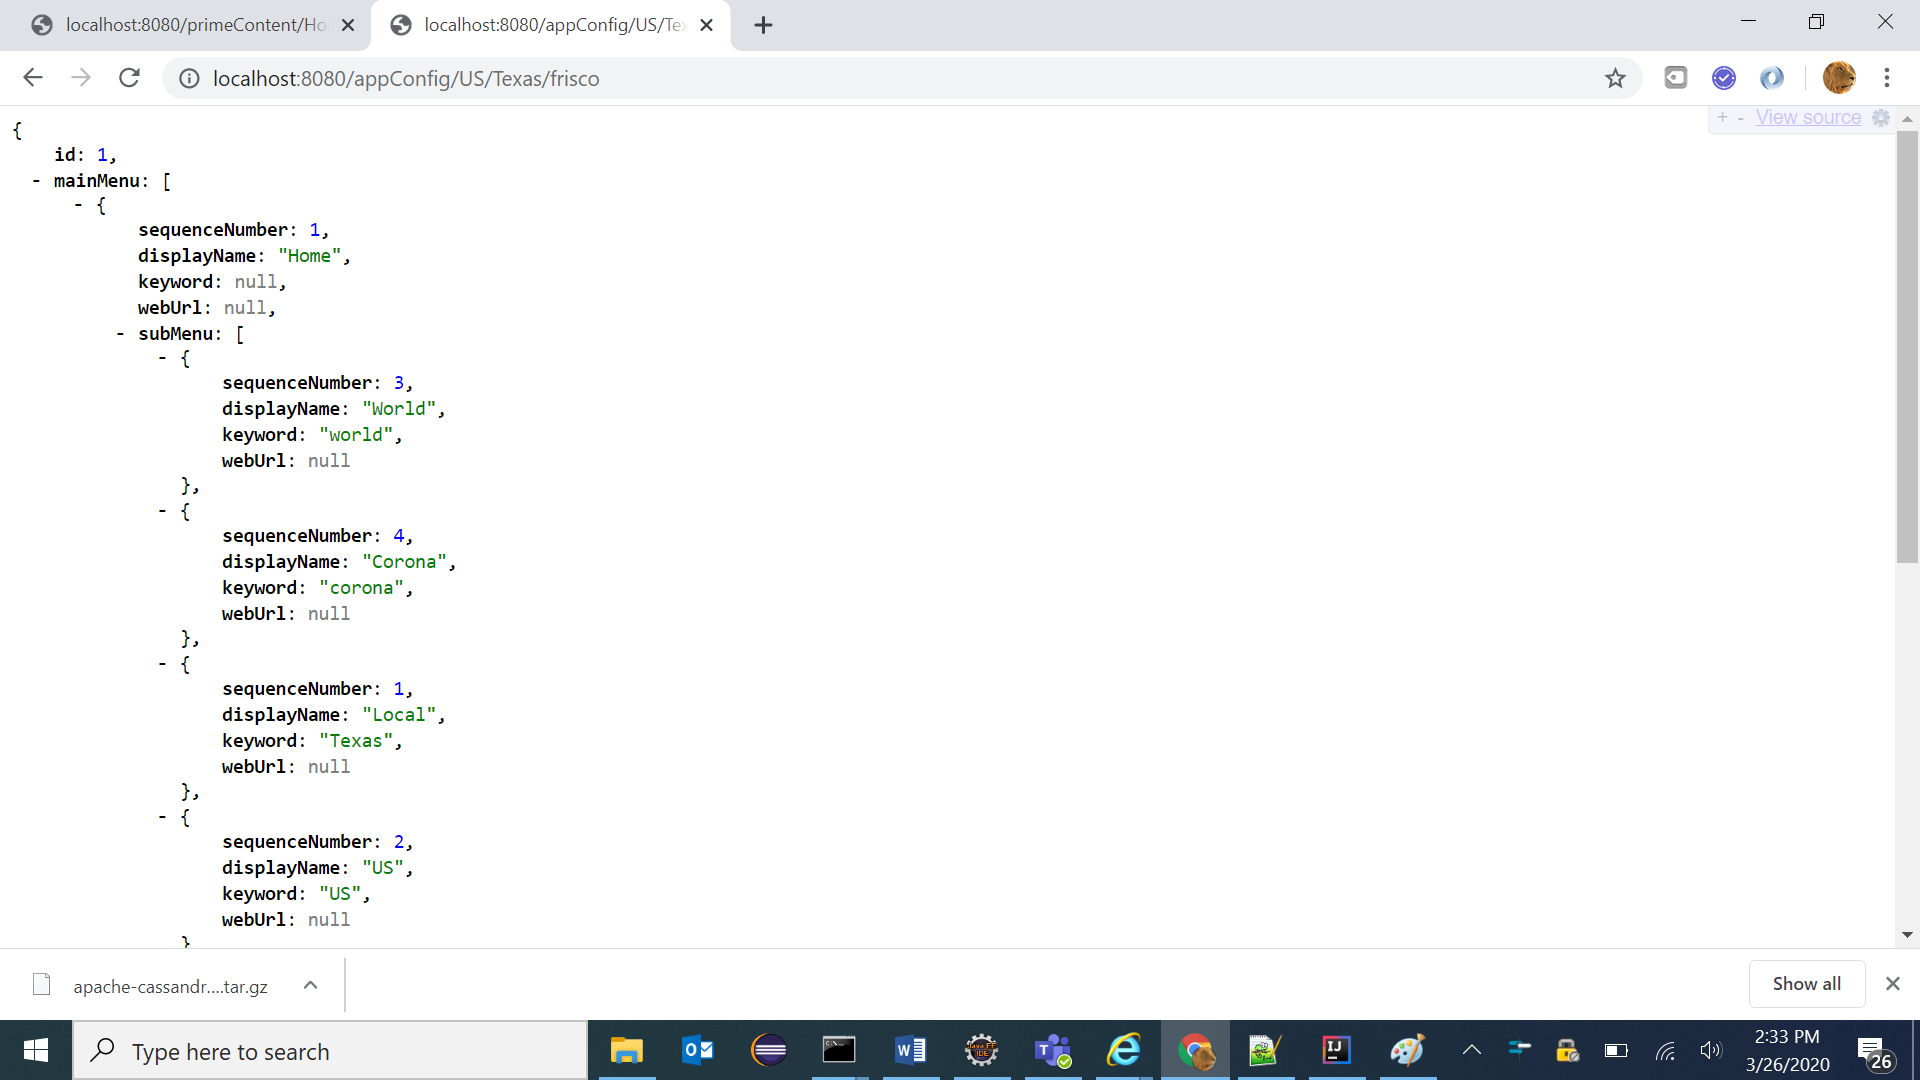 localhost:8080/primeContent/Ho
localhost:8080/appConfig/US/Te
localhost:8080/appConfig/US/Texas/frisco
+ - View source
{
id: 1,
- mainMenu: [
- {
sequenceNumber: 1,
displayName: "Home",
keyword: null,
webUrl: null,
- subMenu: [
- {
sequenceNumber: 3,
displayName: "World",
keyword: "world",
webUrl: null
},
- {
sequenceNumber: 4,
displayName: "Corona",
keyword: "corona",
webUrl: null
},
- {
sequenceNumber: 1,
displayName: "Local",
keyword: "Texas",
webUrl: null
},
- {
sequenceNumber: 2,
displayName: "US",
keyword: "US",
webUrl: null
}
apache-cassandr....tar.gz
Show all
Type here to search
2:33 PM
3/26/2020
26